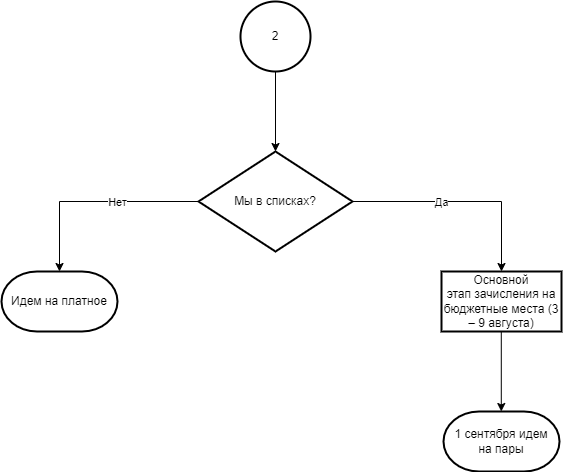 2
Мы в списках?
Нет
Да
Идем на платное
Основной
этап зачисления на
бюджетные места (3
– 9 августа)
1 сентября идем
на пары